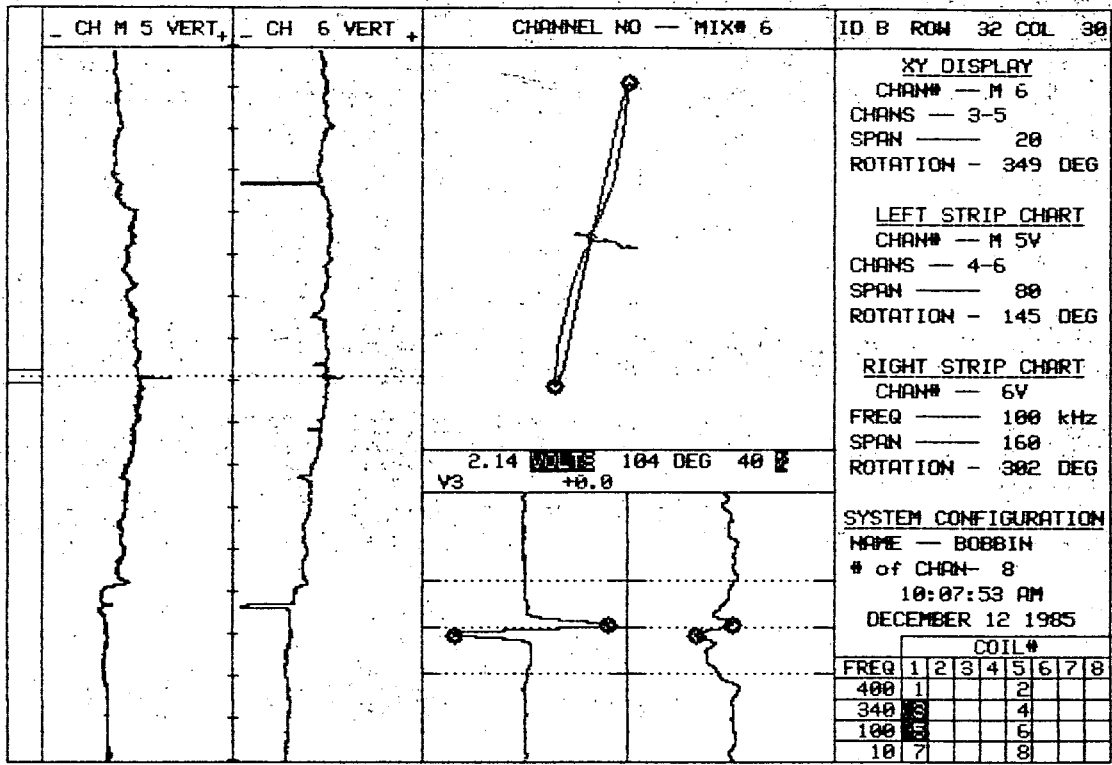 _ CH M 5 VERT +
_ CH 6 VERT +
CHANNEL NO -- MIX# 6
2.14 VOLTS 104 DEG 40
V3 +0.0
ID B ROW 32 COL 30
XY DISPLAY
CHAN# -- M 6
CHANS -- 3-5
SPAN ---- 20
ROTATION - 349 DEG
LEFT STRIP CHART
CHAN# -- M 5V
CHANS -- 4-6
SPAN ---- 80
ROTATION - 145 DEG
RIGHT STRIP CHART
CHAN# -- 6V
FREQ ---- 100 kHz
SPAN ---- 160
ROTATION - 302 DEG
SYSTEM CONFIGURATION
NAME -- BOBBIN
# of CHAN- 8
10:07:53 AM
DECEMBER 12 1985
COIL#
FREQ 1 2 3 4 5 6 7 8
400 1 2
340 4
100 6
10 7 8